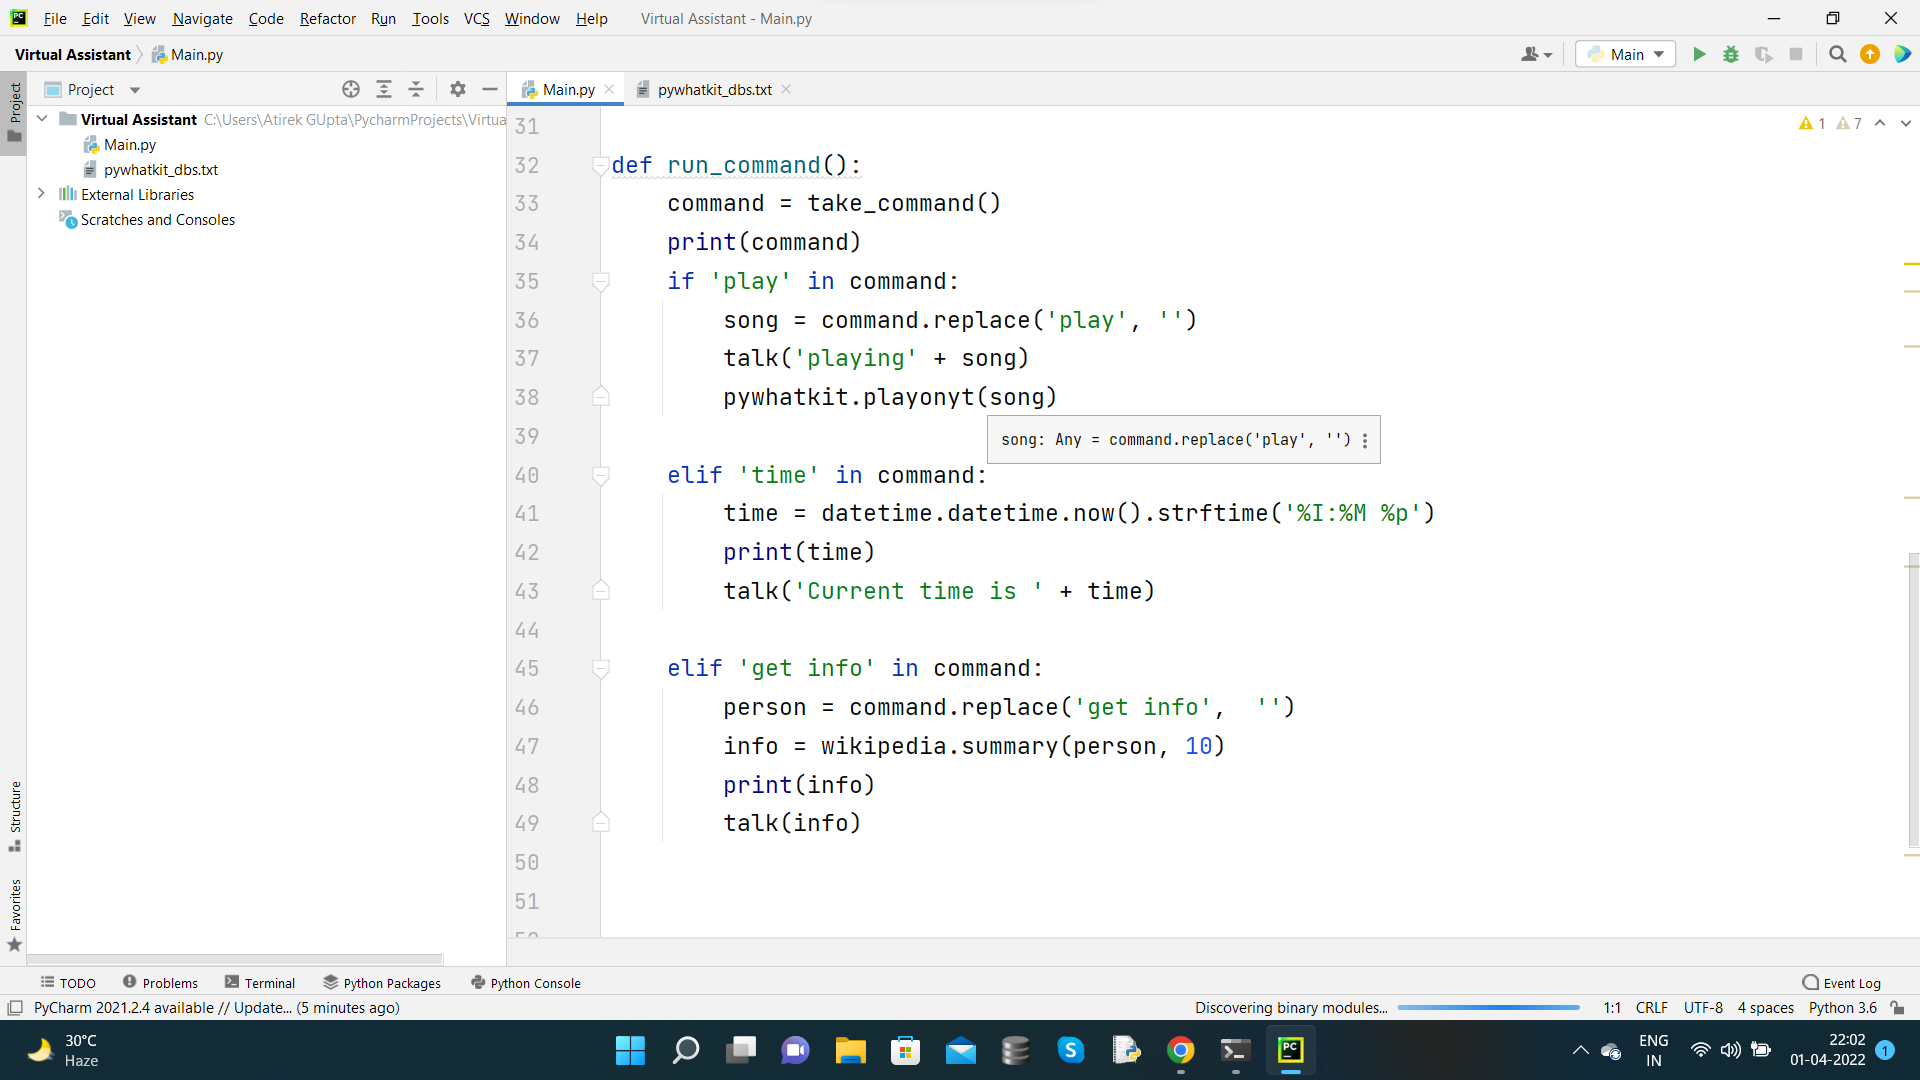 File Edit View Navigate Code Refactor Run Tools VCS Window Help Virtual Assistant - Main.py
Virtual Assistant Main.py Main
Project Main.py pywhatkit_dbs.txt
Project
Virtual Assistant C:\Users\Atirek GUpta\PycharmProjects\Virtua
Main.py
pywhatkit_dbs.txt
External Libraries
Scratches and Consoles
1 7
31
32 def run_command():
33 command = take_command()
34 print(command)
35 if 'play' in command:
36 song = command.replace('play', '')
37 talk('playing' + song)
38 pywhatkit.playonyt(song)
39
song: Any = command.replace('play', '')
40 elif 'time' in command:
41 time = datetime.datetime.now().strftime('%I:%M %p')
42 print(time)
43 talk('Current time is ' + time)
44
45 elif 'get info' in command:
46 person = command.replace('get info',  '')
47 info = wikipedia.summary(person, 10)
48 print(info)
49 talk(info)
50
51
Structure
Favorites
TODO Problems Terminal Python Packages Python Console Event Log
PyCharm 2021.2.4 available // Update... (5 minutes ago) Discovering binary modules... 1:1 CRLF UTF-8 4 spaces Python 3.6
30°C
Haze
PC
ENG
IN
22:02
01-04-2022
1